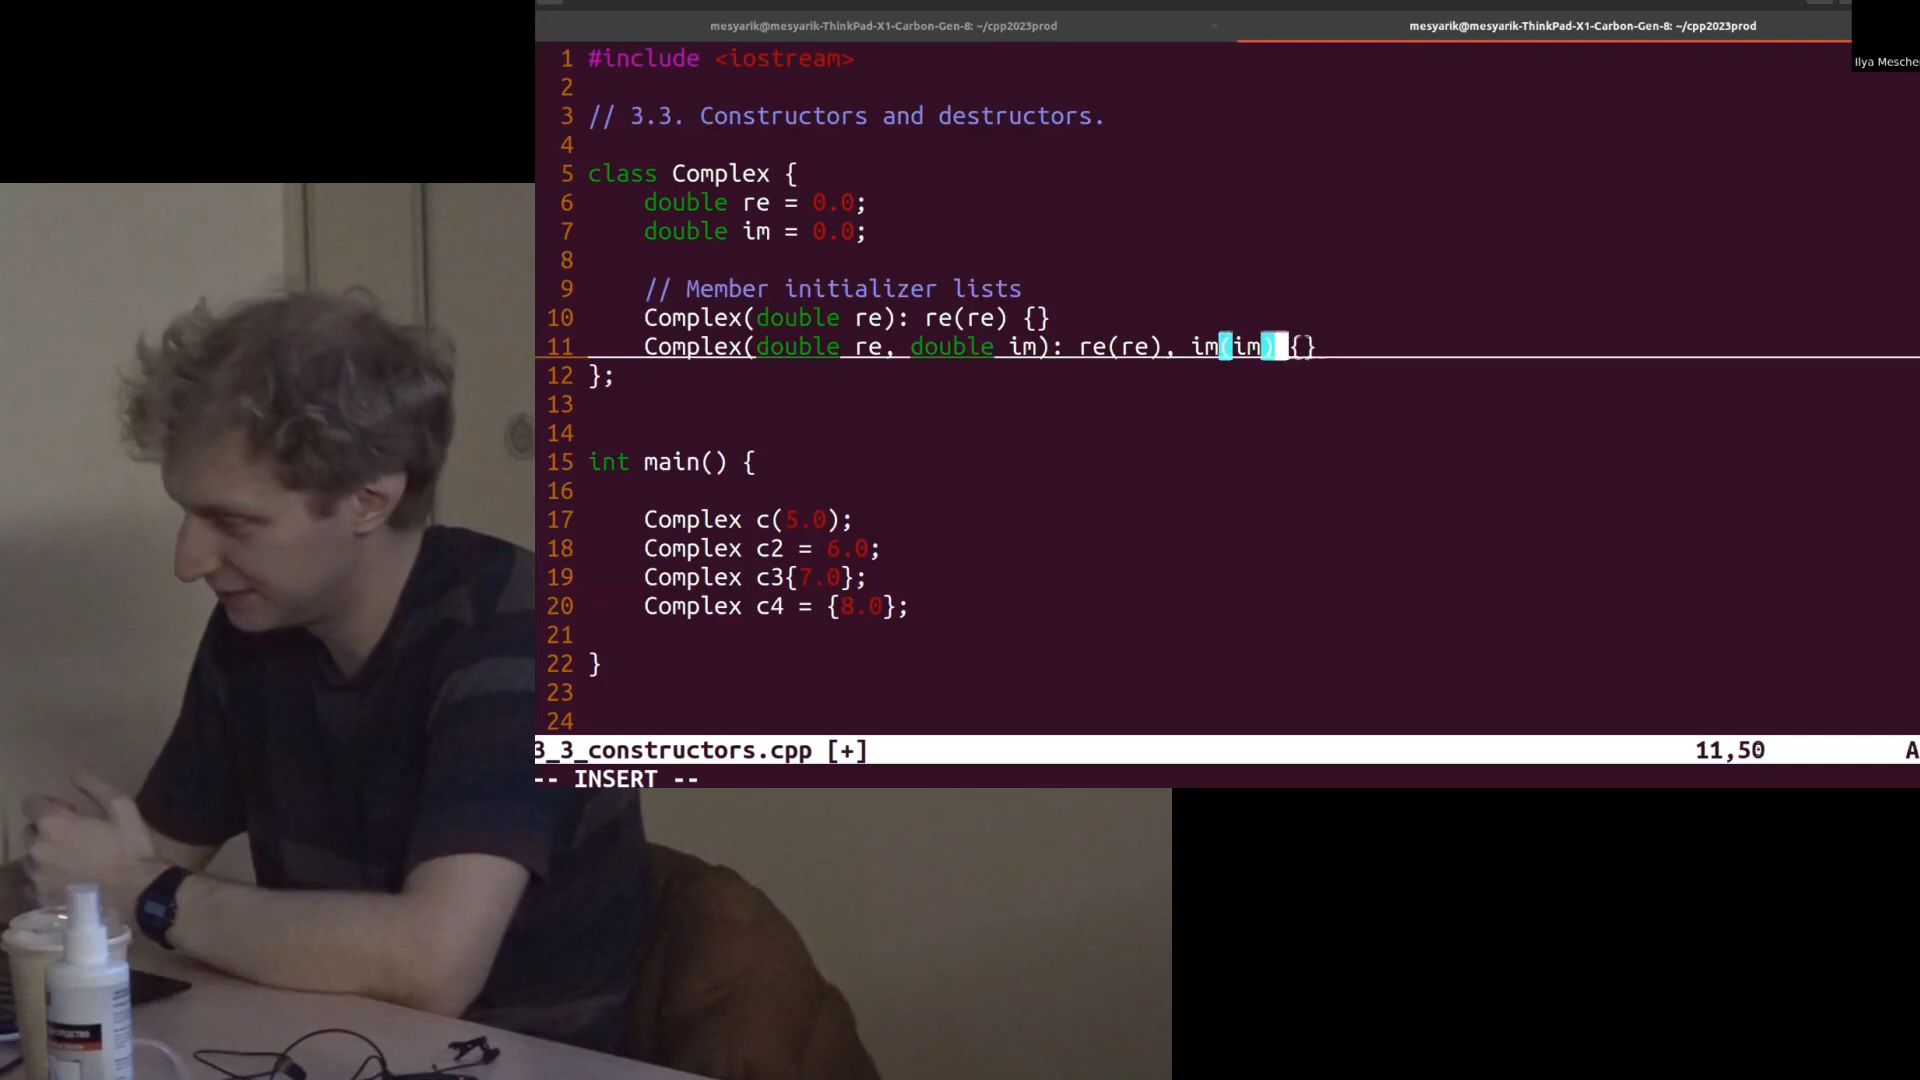 mesyarik@mesyarik-ThinkPad-X1-Carbon-Gen-8: ~/cpp2023prod
mesyarik@mesyarik-ThinkPad-X1-Carbon-Gen-8: ~/cpp2023prod
Ilya Mescher
1 #include <iostream>
2
3 // 3.3. Constructors and destructors.
4
5 class Complex {
6 double re = 0.0;
7 double im = 0.0;
8
9 // Member initializer lists
10 Complex(double re): re(re) {}
11 Complex(double re, double im): re(re), im(im) {}
12 };
13
14
15 int main() {
16
17 Complex c(5.0);
18 Complex c2 = 6.0;
19 Complex c3{7.0};
20 Complex c4 = {8.0};
21
22 }
23
24
3_3_constructors.cpp [+] 11,50 A
-- INSERT --